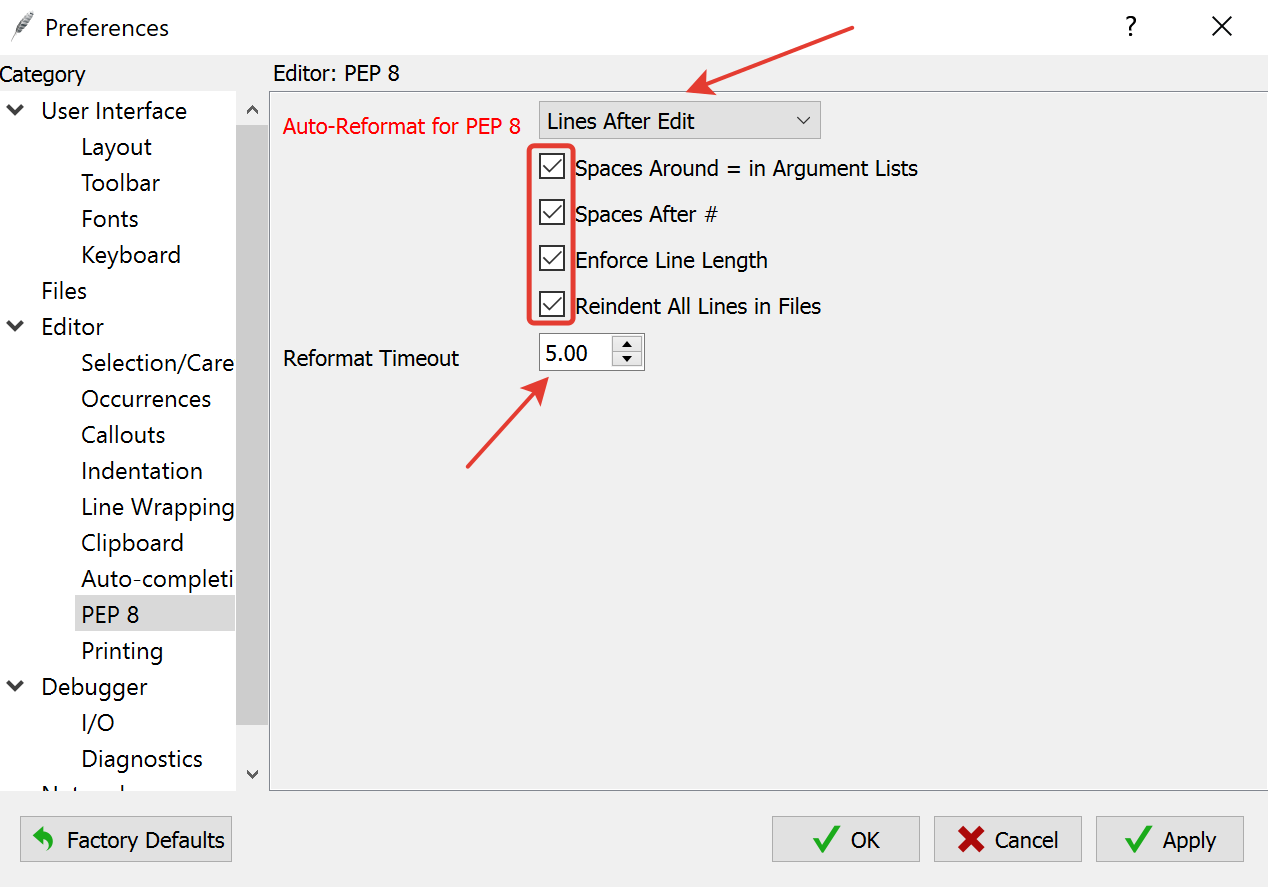 Preferences
?
Category
Editor: PEP 8
User Interface
Layout
Toolbar
Fonts
Keyboard
Files
Editor
Selection/Care
Occurrences
Callouts
Indentation
Line Wrapping
Clipboard
Auto-completi
PEP 8
Printing
Debugger
I/O
Diagnostics
Auto-Reformat for PEP 8
Lines After Edit
Spaces Around = in Argument Lists
Spaces After #
Enforce Line Length
Reindent All Lines in Files
Reformat Timeout
5.00
Factory Defaults
OK
Cancel
Apply